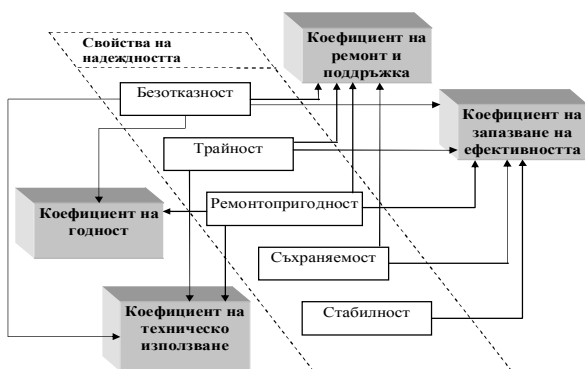 Свойства на
надеждността
Коефициент на
ремонт и
поддръжка
Безотказност
Коефициент на
запазване на
ефективността
Трайност
Ремонтопригодност
Коефициент на
годност
Съхраняемост
Коефициент на
техническо
използване
Стабилност